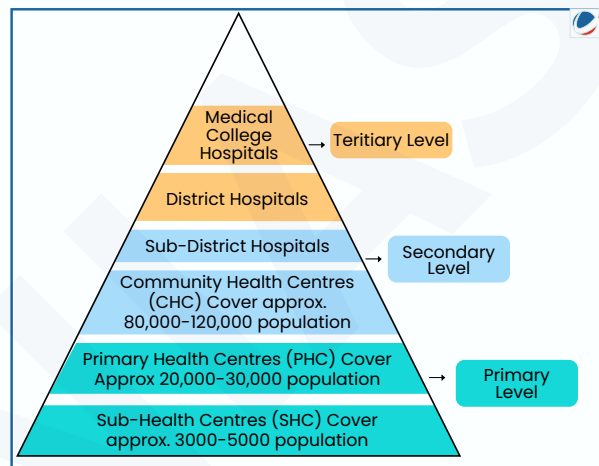 Medical
College
Hospitals
Teritiary Level
District Hospitals
Sub-District Hospitals
Secondary
Level
Community Health Centres
(CHC) Cover approx.
80,000-120,000 population
Primary Health Centres (PHC) Cover
Approx 20,000-30,000 population
Primary
Level
Sub-Health Centres (SHC) Cover
approx. 3000-5000 population